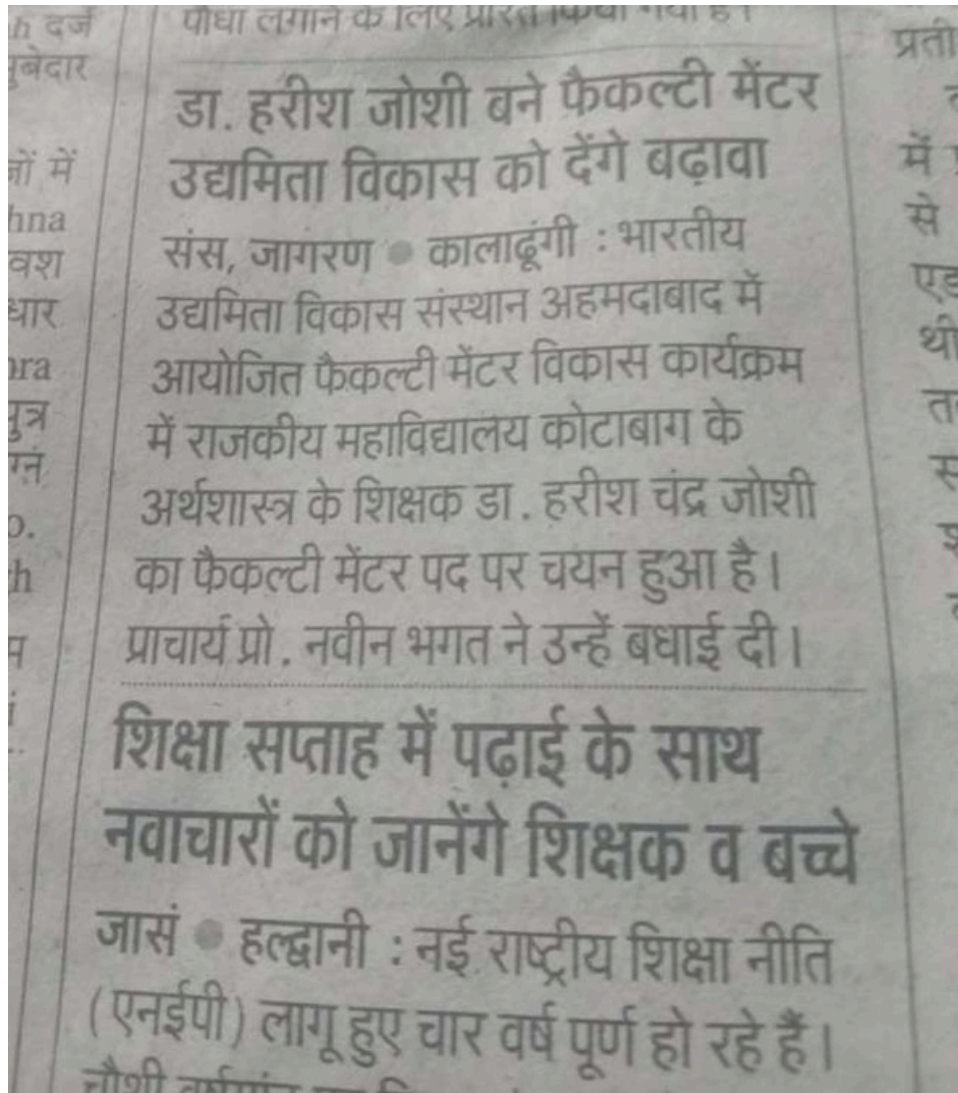 पौधा लगाने के लिए प्रेरित किया गया है।
डा. हरीश जोशी बने फैकल्टी मेंटर
उद्यमिता विकास को देंगे बढ़ावा
संस, जागरण ● कालाढूंगी : भारतीय
उद्यमिता विकास संस्थान अहमदाबाद में
आयोजित फैकल्टी मेंटर विकास कार्यक्रम
में राजकीय महाविद्यालय कोटाबाग के
अर्थशास्त्र के शिक्षक डा. हरीश चंद्र जोशी
का फैकल्टी मेंटर पद पर चयन हुआ है।
प्राचार्य प्रो. नवीन भगत ने उन्हें बधाई दी।
शिक्षा सप्ताह में पढ़ाई के साथ
नवाचारों को जानेंगे शिक्षक व बच्चे
जासं ● हल्द्वानी : नई राष्ट्रीय शिक्षा नीति
(एनईपी) लागू हुए चार वर्ष पूर्ण हो रहे हैं।